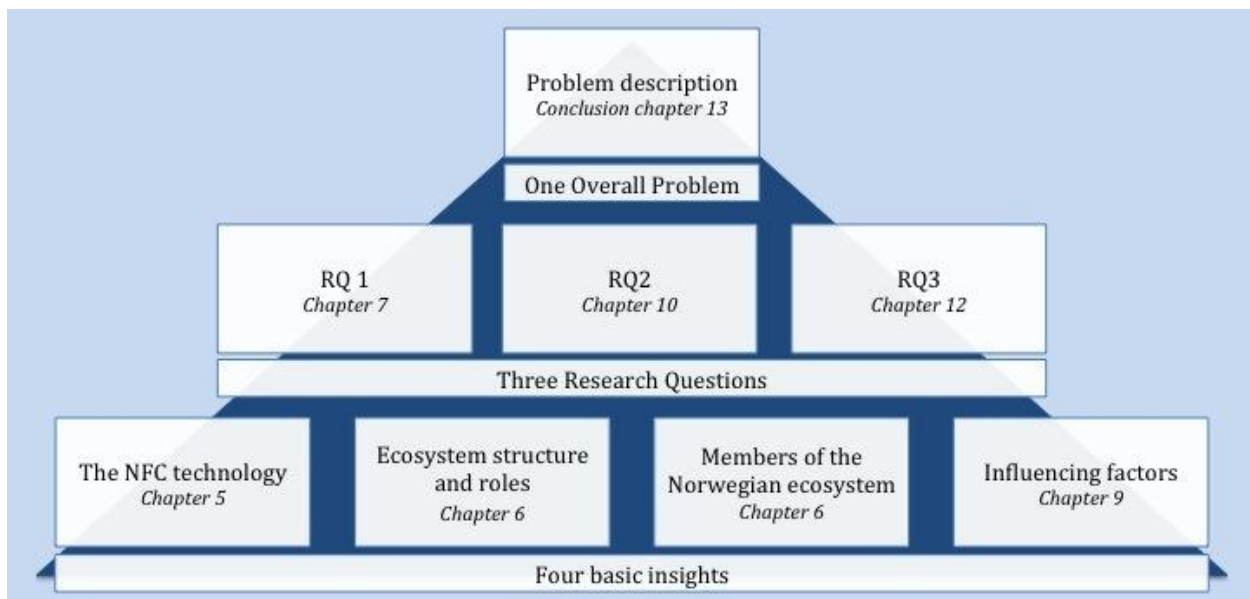 Problem description
Conclusion chapter 13
One Overall Problem
RQ 1
Chapter 7
RQ2
Chapter 10
RQ3
Chapter 12
Three Research Questions
The NFC technology
Chapter 5
Ecosystem structure
and roles
Chapter 6
Members of the
Norwegian ecosystem
Chapter 6
Influencing factors
Chapter 9
Four basic insights